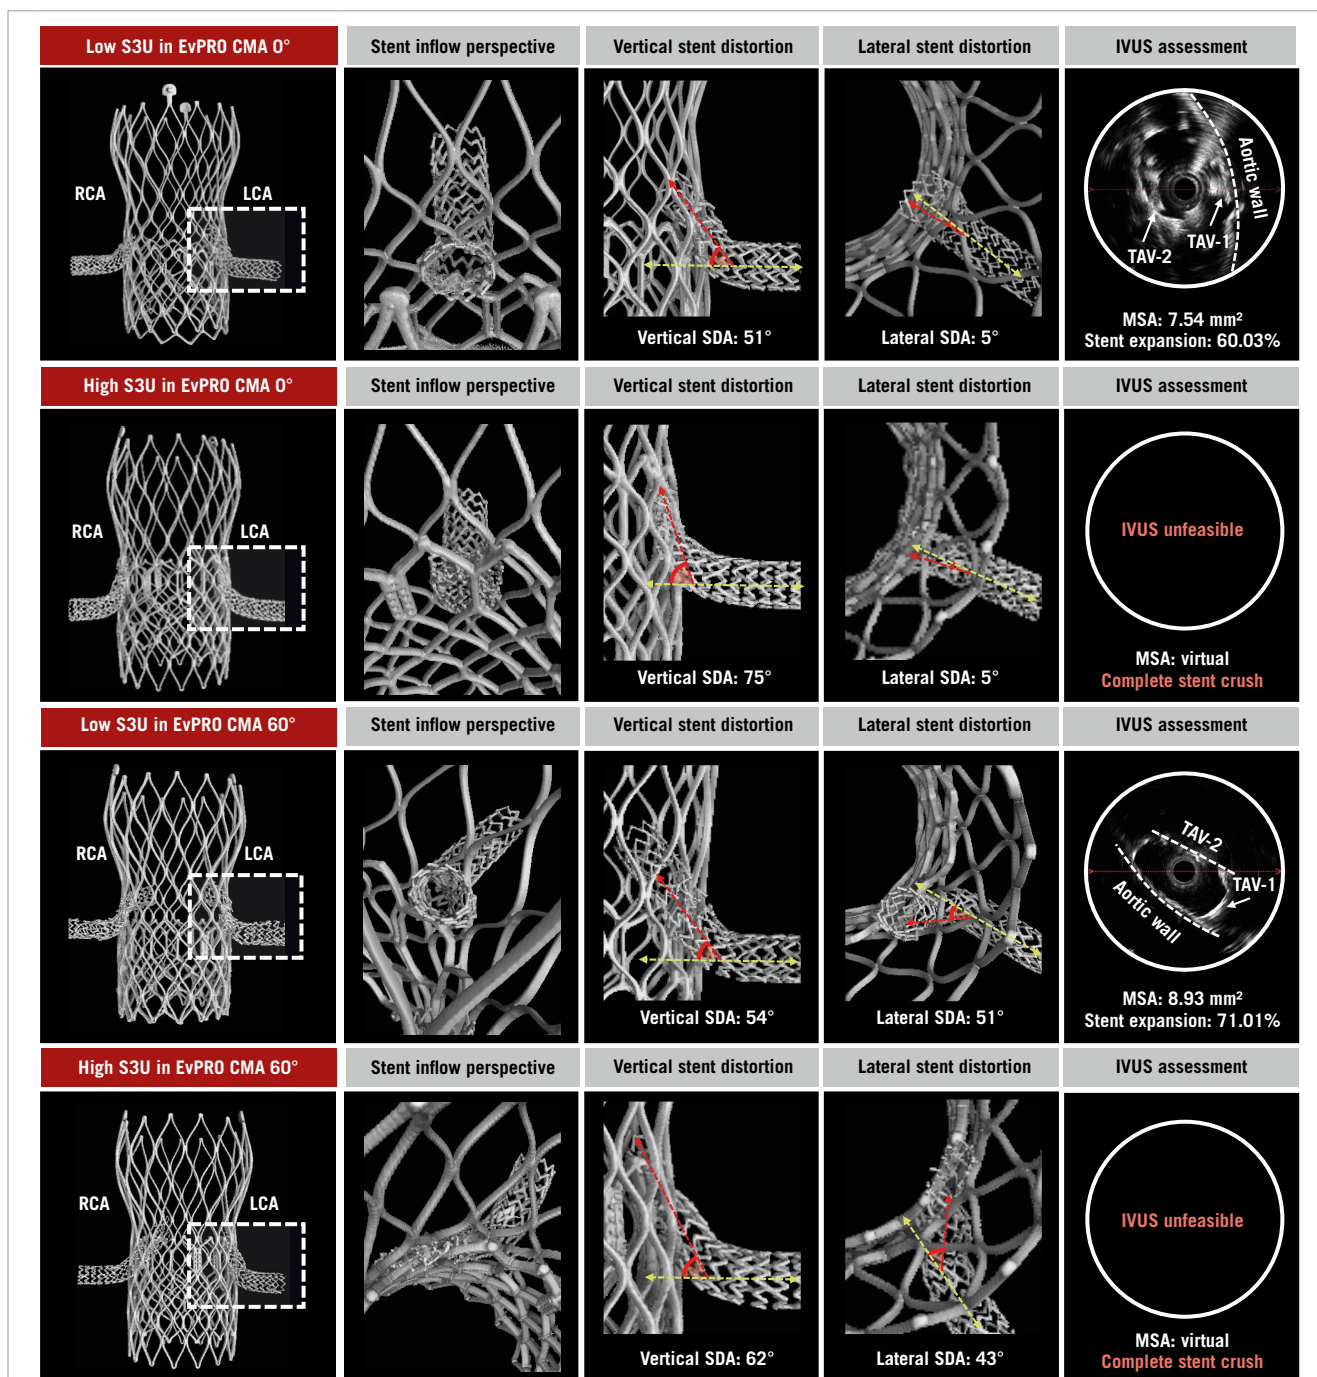 Low S3U in EvPRO CMA 0°
Stent inflow perspective
Vertical stent distortion
Lateral stent distortion
IVUS assessment
RCA
LCA
Vertical SDA: 51°
Lateral SDA: 5°
Aortic wall
TAV-1
TAV-2
MSA: 7.54 mm²
Stent expansion: 60.03%
High S3U in EvPRO CMA 0°
Stent inflow perspective
Vertical stent distortion
Lateral stent distortion
IVUS assessment
RCA
LCA
Vertical SDA: 75°
Lateral SDA: 5°
IVUS unfeasible
MSA: virtual
Complete stent crush
Low S3U in EvPRO CMA 60°
Stent inflow perspective
Vertical stent distortion
Lateral stent distortion
IVUS assessment
RCA
LCA
Vertical SDA: 54°
Lateral SDA: 51°
TAV-2
TAV-1
Aortic wall
MSA: 8.93 mm²
Stent expansion: 71.01%
High S3U in EvPRO CMA 60°
Stent inflow perspective
Vertical stent distortion
Lateral stent distortion
IVUS assessment
RCA
LCA
Vertical SDA: 62°
Lateral SDA: 43°
IVUS unfeasible
MSA: virtual
Complete stent crush